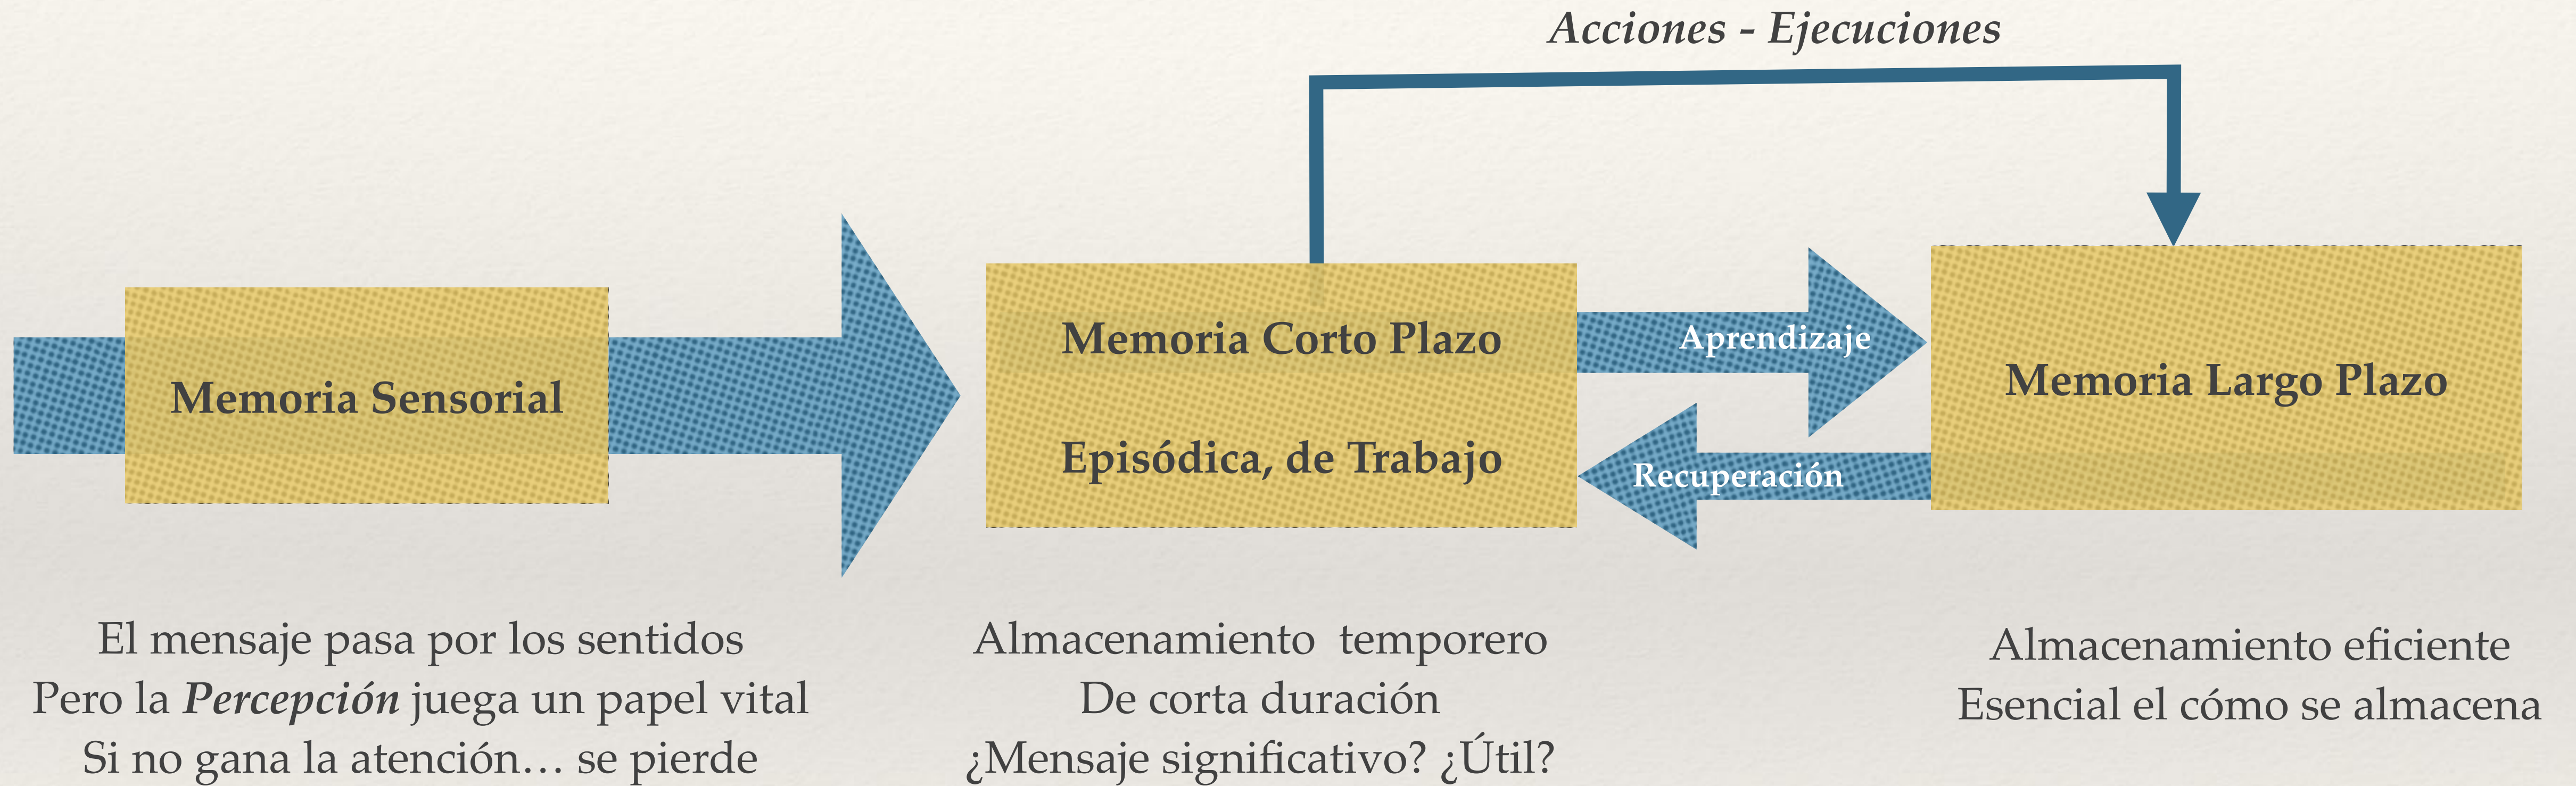 Acciones - Ejecuciones
Memoria Sensorial
Memoria Corto Plazo
Episódica, de Trabajo
Aprendizaje
Recuperación
Memoria Largo Plazo
El mensaje pasa por los sentidos
Pero la Percepción juega un papel vital
Si no gana la atención… se pierde
Almacenamiento temporero
De corta duración
¿Mensaje significativo? ¿Útil?
Almacenamiento eficiente
Esencial el cómo se almacena